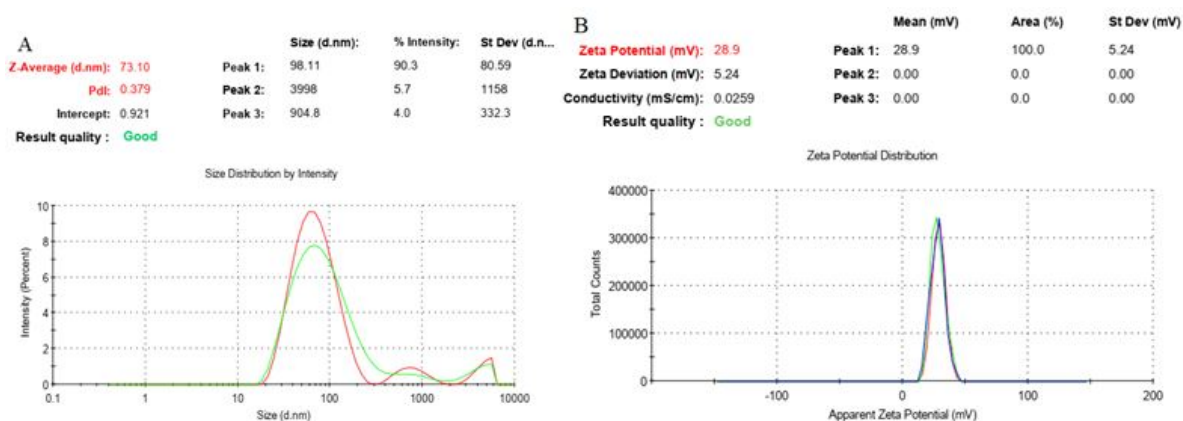 A
Size (d.nm): % Intensity: St Dev (d.n...
Z-Average (d.nm): 73.10 Peak 1: 98.11 90.3 80.59
PdI: 0.379 Peak 2: 3998 5.7 1158
Intercept: 0.921 Peak 3: 904.8 4.0 332.3
Result quality : Good
Size Distribution by Intensity
Intensity (Percent)
10
8
6
4
2
0
0.1 1 10 100 1000 10000
Size (d.nm)
B
Mean (mV) Area (%) St Dev (mV)
Zeta Potential (mV): 28.9 Peak 1: 28.9 100.0 5.24
Zeta Deviation (mV): 5.24 Peak 2: 0.00 0.0 0.00
Conductivity (mS/cm): 0.0259 Peak 3: 0.00 0.0 0.00
Result quality : Good
Zeta Potential Distribution
Total Counts
400000
300000
200000
100000
0
-100 0 100 200
Apparent Zeta Potential (mV)